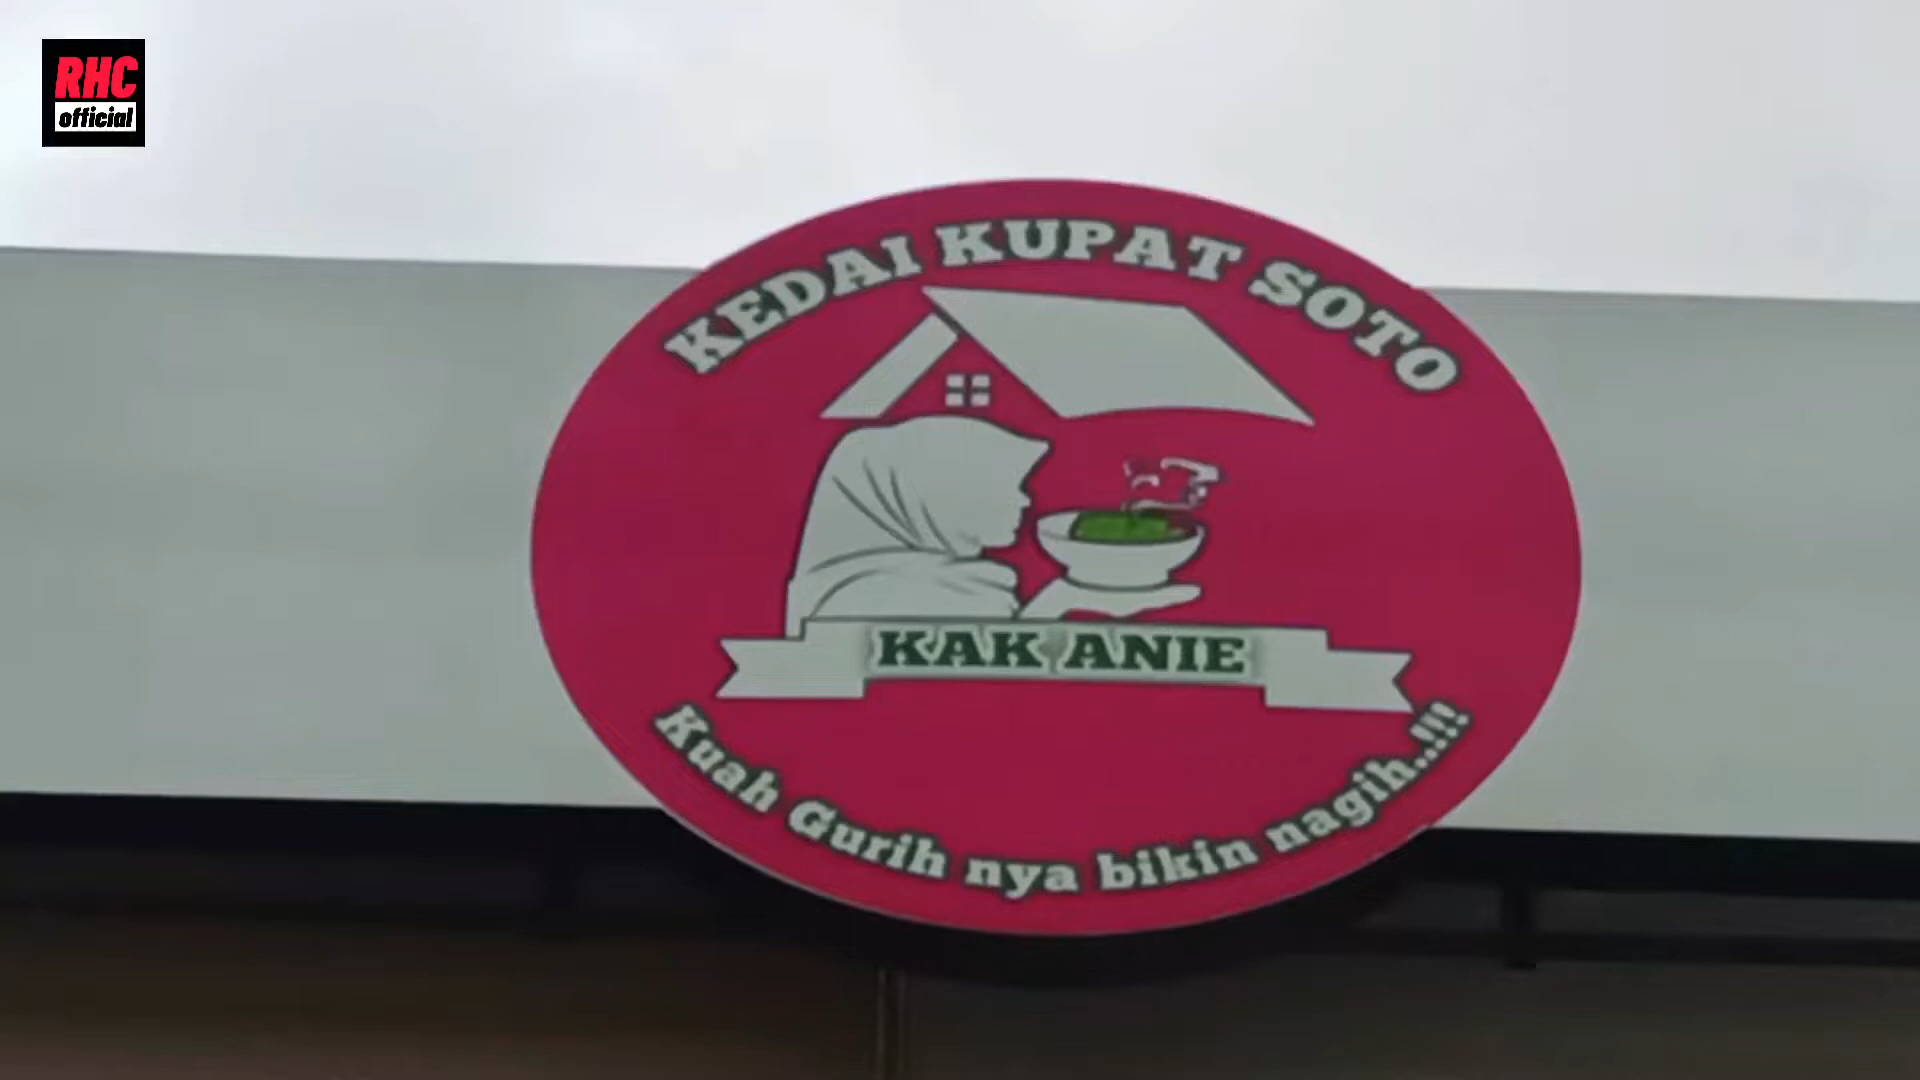 RHC
official
KEDAI KUPAT SOTO
KAK ANIE
Kuah Gurih nya bikin nagih..!!!